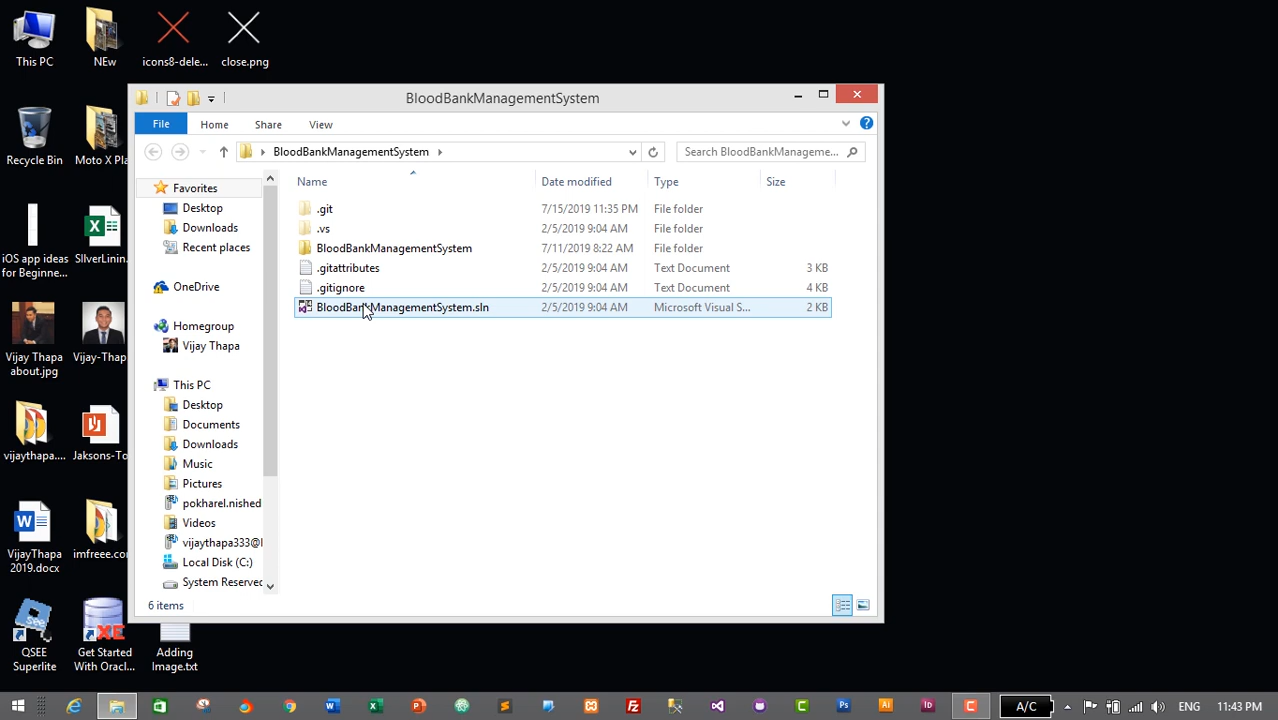 This PC
NEw
icons8-dele...
close.png
Recycle Bin
Moto X Pla
iOS app ideas
for Beginne...
SIlverLinin...
Vijay Thapa
about.jpg
Vijay-Thap
vijaythapa....
Jaksons-To
VijayThapa
2019.docx
imfreee.co
QSEE
Superlite
Get Started
With Oracl...
Adding
Image.txt
BloodBankManagementSystem
File
Home
Share
View
BloodBankManagementSystem
Search BloodBankManageme...
Name
Date modified
Type
Size
.git
7/15/2019 11:35 PM
File folder
.vs
2/5/2019 9:04 AM
File folder
BloodBankManagementSystem
7/11/2019 8:22 AM
File folder
.gitattributes
2/5/2019 9:04 AM
Text Document
3 KB
.gitignore
2/5/2019 9:04 AM
Text Document
4 KB
BloodBankManagementSystem.sln
2/5/2019 9:04 AM
Microsoft Visual S...
2 KB
Favorites
Desktop
Downloads
Recent places
OneDrive
Homegroup
Vijay Thapa
This PC
Desktop
Documents
Downloads
Music
Pictures
pokharel.nished
Videos
vijaythapa333@l
Local Disk (C:)
System Reserved
6 items
A/C
ENG
11:43 PM